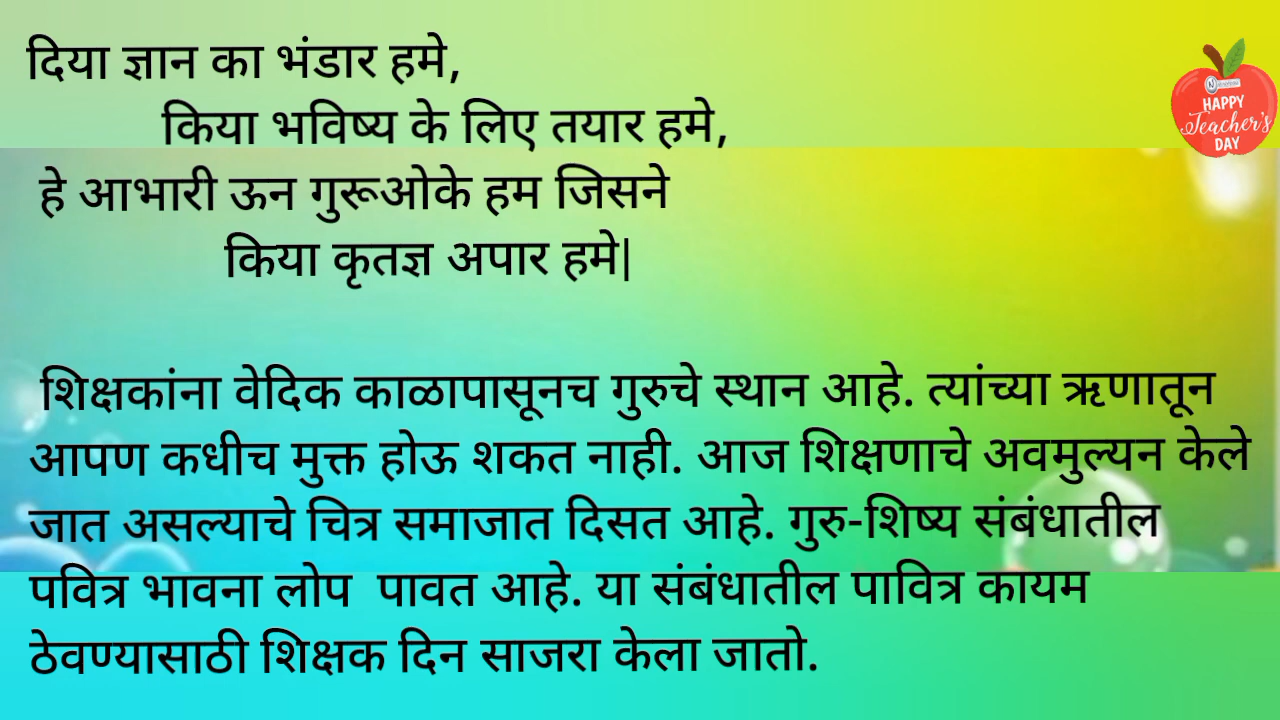 दिया ज्ञान का भंडार हमे,
किया भविष्य के लिए तयार हमे,
हे आभारी ऊन गुरूओके हम जिसने
किया कृतज्ञ अपार हमे|
HAPPY
Teacher's
DAY
शिक्षकांना वेदिक काळापासूनच गुरुचे स्थान आहे. त्यांच्या ऋणातून
आपण कधीच मुक्त होऊ शकत नाही. आज शिक्षणाचे अवमुल्यन केले
जात असल्याचे चित्र समाजात दिसत आहे. गुरु-शिष्य संबंधातील
पवित्र भावना लोप पावत आहे. या संबंधातील पावित्र कायम
ठेवण्यासाठी शिक्षक दिन साजरा केला जातो.